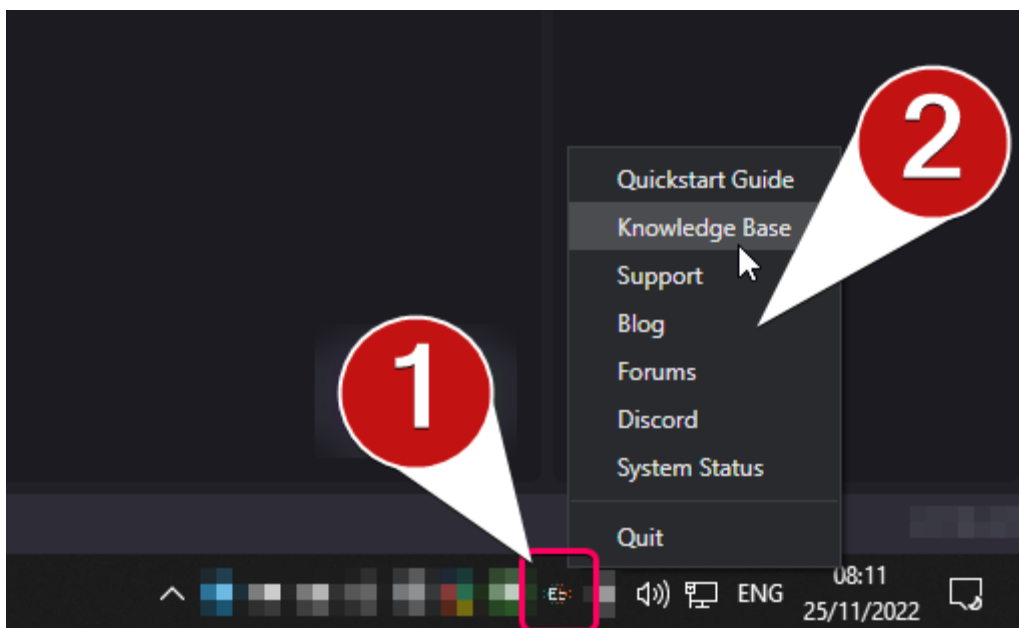 2
Quickstart Guide
Knowledge Base
Support
Blog
Forums
Discord
System Status
Quit
1
ENG
08:11
25/11/2022